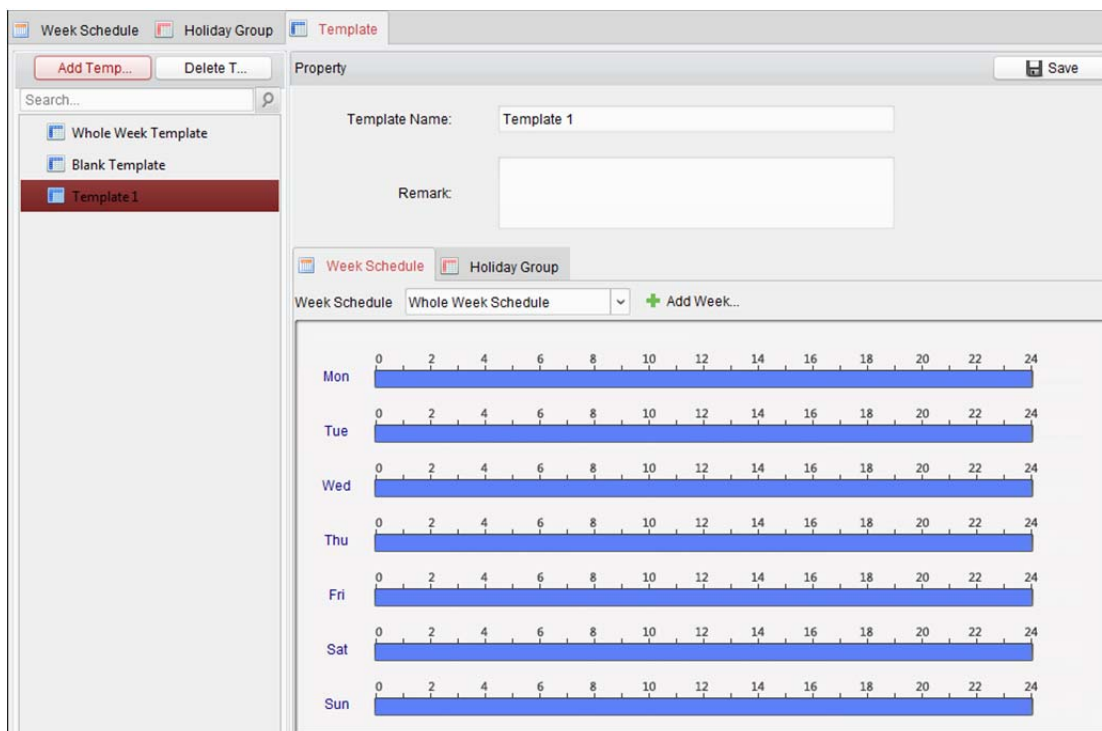 Week Schedule Holiday Group Template
Add Temp... Delete T... Property Save
Search...
Template Name: Template 1
Whole Week Template
Blank Template
Remark:
Template 1
Week Schedule Holiday Group
Week Schedule Whole Week Schedule Add Week...
0 2 4 6 8 10 12 14 16 18 20 22 24
Mon
0 2 4 6 8 10 12 14 16 18 20 22 24
Tue
0 2 4 6 8 10 12 14 16 18 20 22 24
Wed
0 2 4 6 8 10 12 14 16 18 20 22 24
Thu
0 2 4 6 8 10 12 14 16 18 20 22 24
Fri
0 2 4 6 8 10 12 14 16 18 20 22 24
Sat
0 2 4 6 8 10 12 14 16 18 20 22 24
Sun